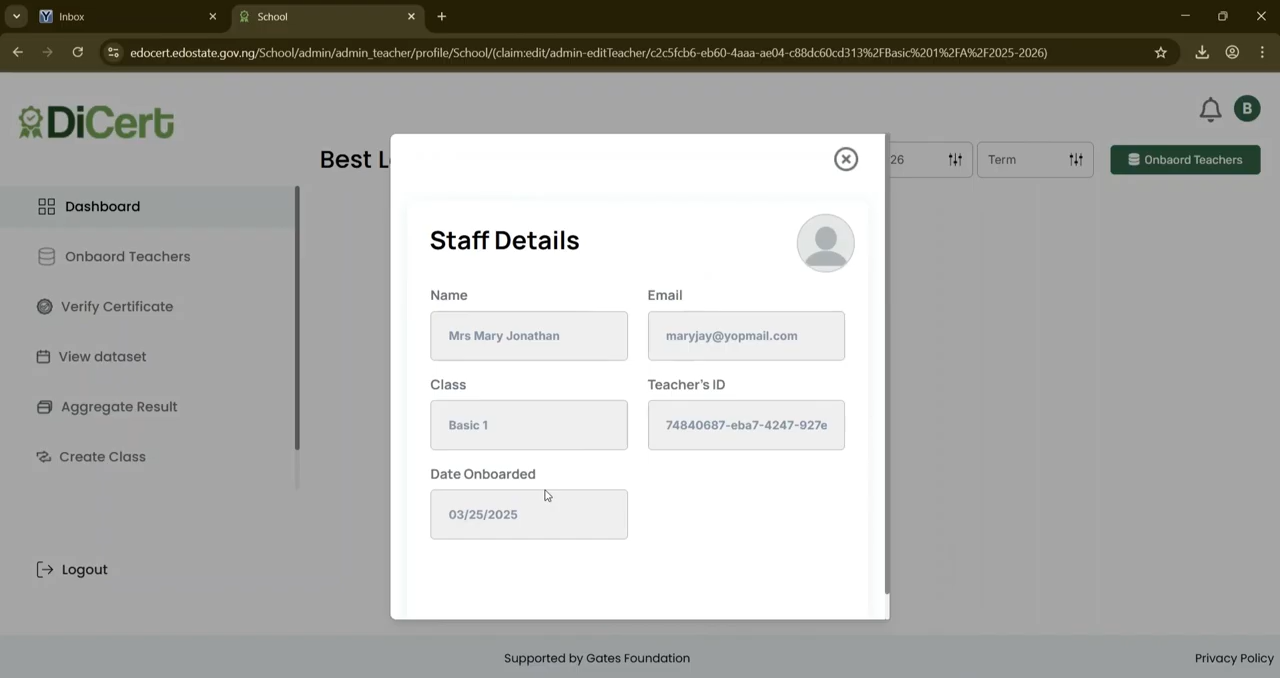 Inbox
School
edocert.edostate.gov.ng/School/admin/admin_teacher/profile/School/(claim:edit/admin-editTeacher/c2c5fcb6-eb60-4aaa-ae04-c88dc60cd313%2FBasic%201%2FA%2F2025-2026)
DiCert
B
Best L
26
Term
Onbaord Teachers
Dashboard
Onbaord Teachers
Verify Certificate
View dataset
Aggregate Result
Create Class
Logout
Staff Details
Name
Email
Mrs Mary Jonathan
maryjay@yopmail.com
Class
Teacher's ID
Basic 1
74840687-eba7-4247-927e
Date Onboarded
03/25/2025
Supported by Gates Foundation
Privacy Policy